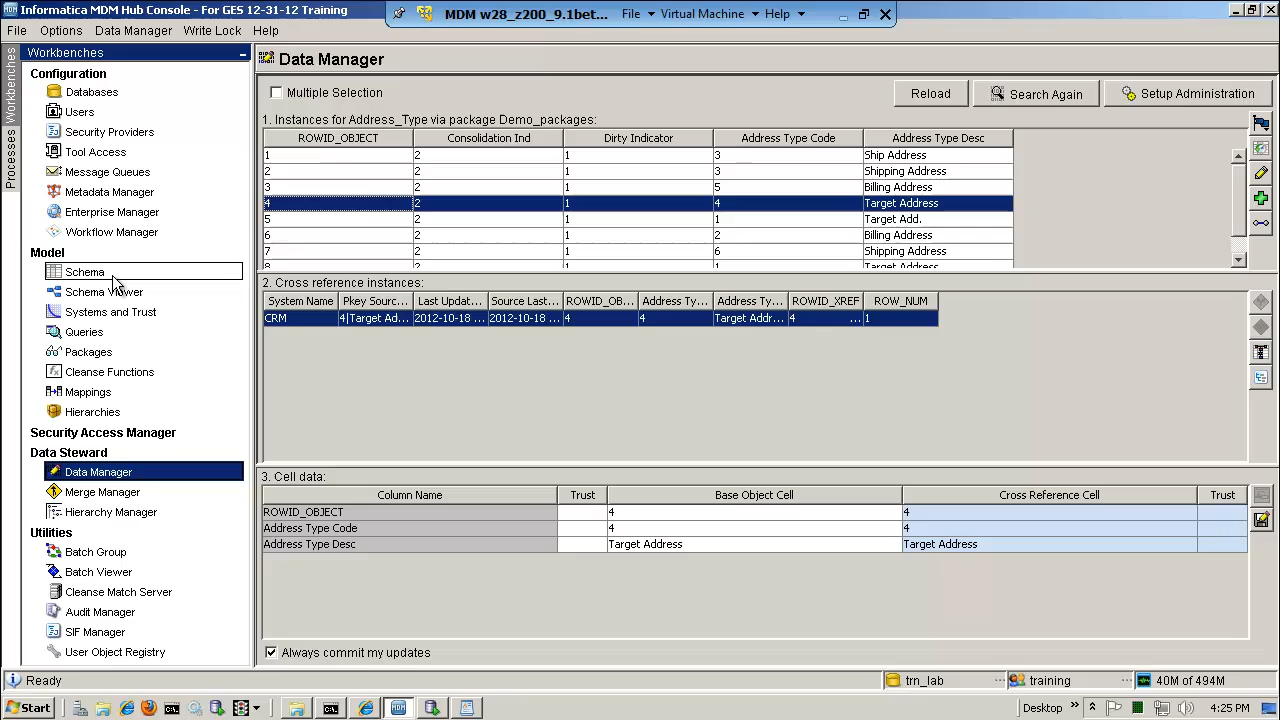 Informatica MDM Hub Console - For GES 12-31-12 Training
MDM w28_z200_9.1bet... File Virtual Machine Help
File Options Data Manager Write Lock Help
Workbenches
Processes
Workbenches
Configuration
Databases
Users
Security Providers
Tool Access
Message Queues
Metadata Manager
Enterprise Manager
Workflow Manager
Model
Schema
Schema Viewer
Systems and Trust
Queries
Packages
Cleanse Functions
Mappings
Hierarchies
Security Access Manager
Data Steward
Data Manager
Merge Manager
Hierarchy Manager
Utilities
Batch Group
Batch Viewer
Cleanse Match Server
Audit Manager
SIF Manager
User Object Registry
Data Manager
Multiple Selection Reload Search Again Setup Administration
1. Instances for Address_Type via package Demo_packages:
ROWID_OBJECT Consolidation Ind Dirty Indicator Address Type Code Address Type Desc
1 2 1 3 Ship Address
2 2 1 3 Shipping Address
3 2 1 5 Billing Address
4 2 1 4 Target Address
5 2 1 1 Target Add.
6 2 1 2 Billing Address
7 2 1 6 Shipping Address
8 2 1 Target Address
2. Cross reference instances:
System Name Pkey Sourc... Last Updat... Source Last... ROWID_OB... Address Ty... Address Ty... ROWID_XREF ROW_NUM
CRM 4|Target Ad... 2012-10-18 ... 2012-10-18 ... 4 4 Target Addr... 4 ... 1
3. Cell data:
Column Name Trust Base Object Cell Cross Reference Cell Trust
ROWID_OBJECT 4 4
Address Type Code 4 4
Address Type Desc Target Address Target Address
Always commit my updates
Ready trn_lab ... training ... 40M of 494M
Start Desktop 4:25 PM